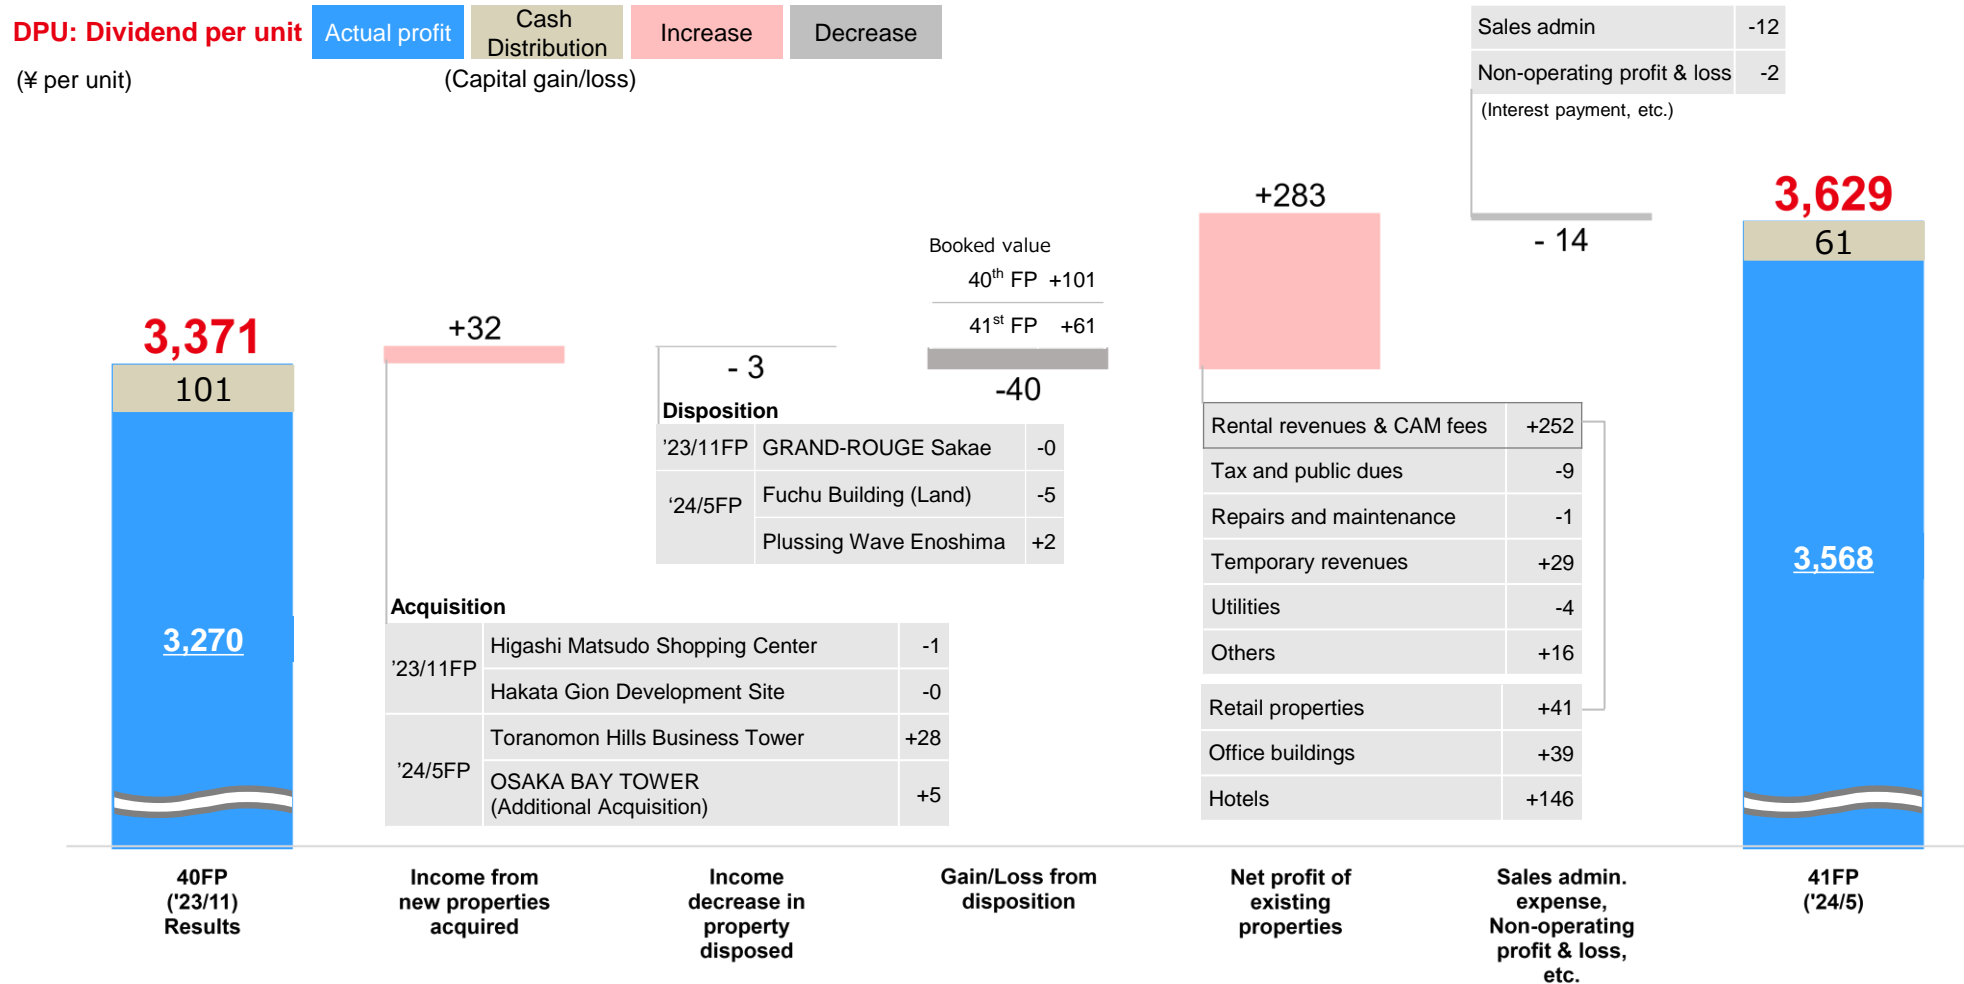 DPU: Dividend per unit
Actual profit
Cash
Distribution
Increase
Decrease
(¥ per unit)
(Capital gain/loss)
Sales admin -12
Non-operating profit & loss -2
(Interest payment, etc.)
3,371
101
3,270
+32
- 3
Booked value
40th FP +101
41st FP +61
-40
+283
- 14
3,629
61
3,568
Disposition
’23/11FP GRAND-ROUGE Sakae -0
‘24/5FP
Fuchu Building (Land) -5
Plussing Wave Enoshima +2
Acquisition
’23/11FP
Higashi Matsudo Shopping Center -1
Hakata Gion Development Site -0
’24/5FP
Toranomon Hills Business Tower +28
OSAKA BAY TOWER
(Additional Acquisition) +5
Rental revenues & CAM fees +252
Tax and public dues -9
Repairs and maintenance -1
Temporary revenues +29
Utilities -4
Others +16
Retail properties +41
Office buildings +39
Hotels +146
40FP
('23/11)
Results
Income from
new properties
acquired
Income
decrease in
property
disposed
Gain/Loss from
disposition
Net profit of
existing
properties
Sales admin.
expense,
Non-operating
profit & loss,
etc.
41FP
('24/5)